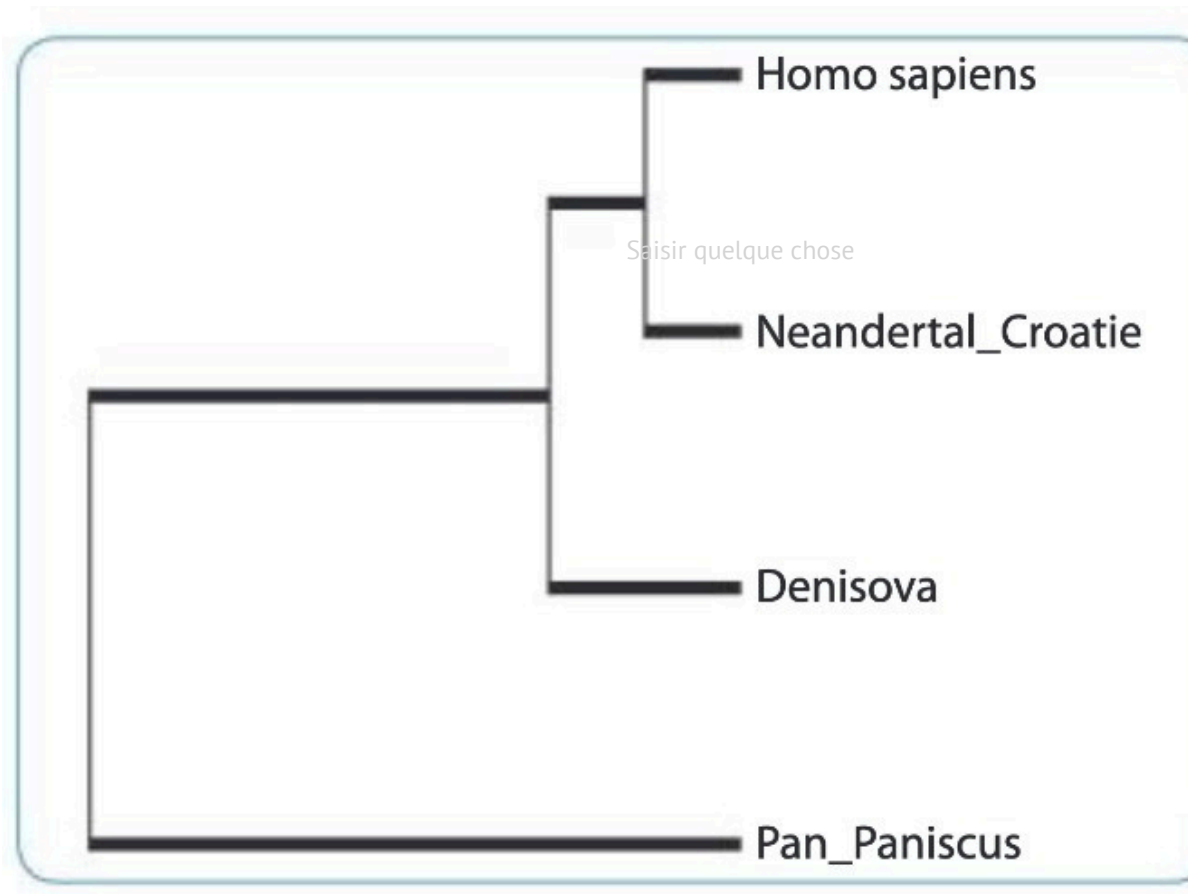 Homo sapiens
Saisir quelque chose
Neandertal_Croatie
Denisova
Pan_Paniscus